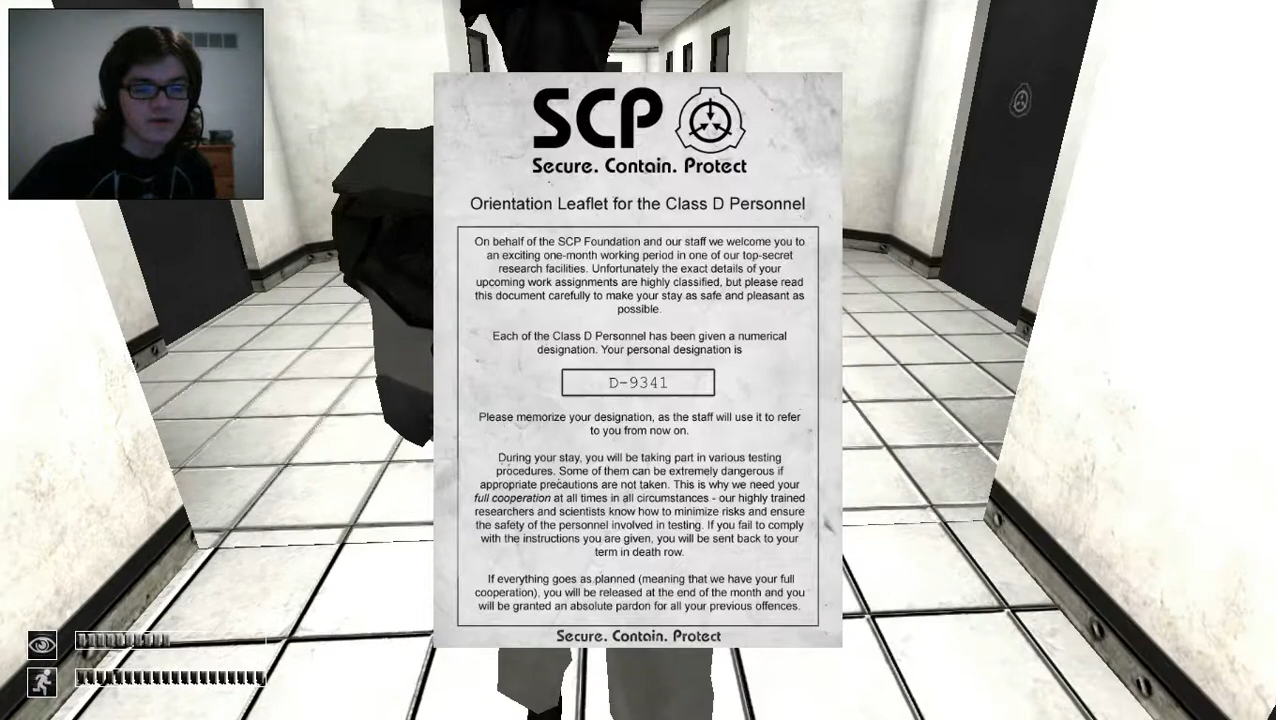 SCP
Secure. Contain. Protect
Orientation Leaflet for the Class D Personnel
On behalf of the SCP Foundation and our staff we welcome you to
an exciting one-month working period in one of our top-secret
research facilities. Unfortunately the exact details of your
upcoming work assignments are highly classified, but please read
this document carefully to make your stay as safe and pleasant as
possible.
Each of the Class D Personnel has been given a numerical
designation. Your personal designation is
D-9341
Please memorize your designation, as the staff will use it to refer
to you from now on.
During your stay, you will be taking part in various testing
procedures. Some of them can be extremely dangerous if
appropriate precautions are not taken. This is why we need your
full cooperation at all times in all circumstances - our highly trained
researchers and scientists know how to minimize risks and ensure
the safety of the personnel involved in testing. If you fail to comply
with the instructions you are given, you will be sent back to your
term in death row.
If everything goes as planned (meaning that we have your full
cooperation), you will be released at the end of the month and you
will be granted an absolute pardon for all your previous offences.
Secure. Contain. Protect